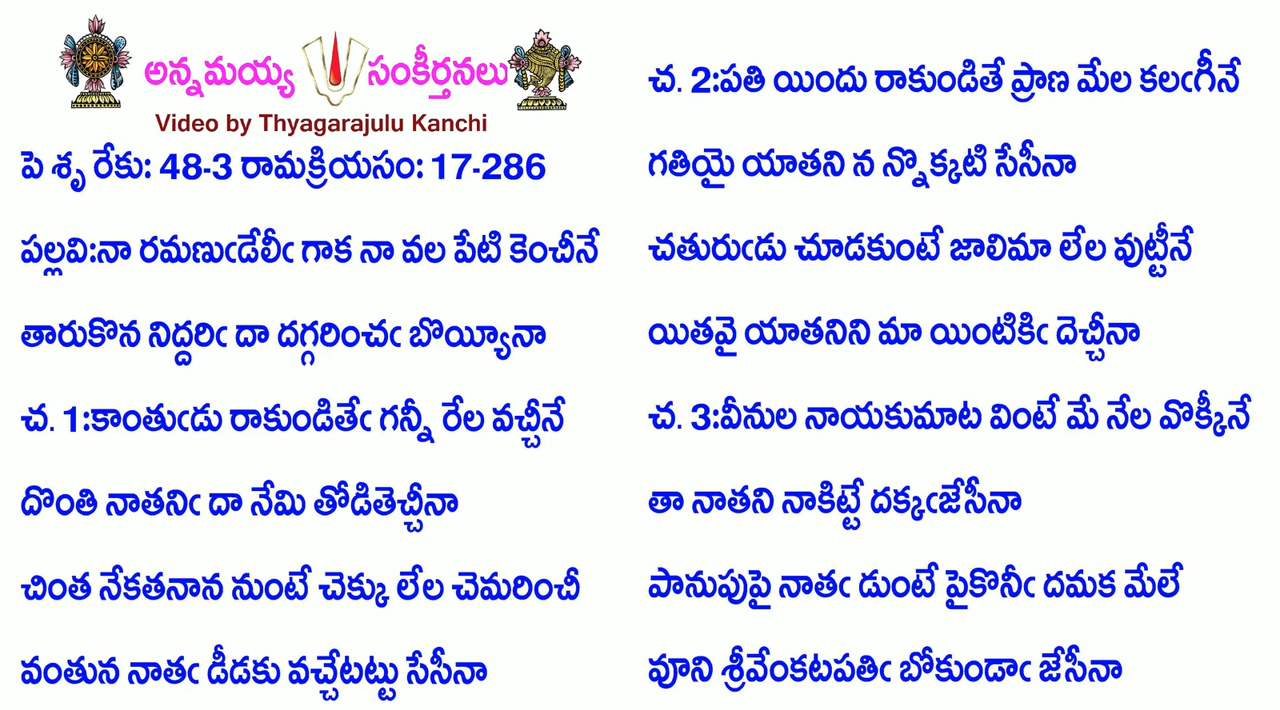 అన్నమయ్య సంకీర్తనలు
Video by Thyagarajulu Kanchi
పె శృ రేకు: 48-3 రామక్రియసం: 17-286
పల్లవి:నా రమణుఁడేలీఁ గాక నా వల పేటి కెంచీనే
తారుకొన నిద్దరిఁ దా దగ్గరించఁ బొయ్యీనా
చ. 1:కాంతుఁడు రాకుండితేఁ గన్నీ రేల వచ్చీనే
దొంతి నాతనిఁ దా నేమి తోడితెచ్చీనా
చింత నేకతనాన నుంటే చెక్కు లేల చెమరించీ
వంతున నాతఁ డీడకు వచ్చేటట్టు సేసీనా
చ. 2:పతి యిందు రాకుండితే ప్రాణ మేల కలఁగీనే
గతియై యాతని న న్నొక్కటి సేసీనా
చతురుఁడు చూడకుంటే జాలిమా లేల వుట్టీనే
యితవై యాతనిని మా యింటికిఁ దెచ్చీనా
చ. 3:వీనుల నాయకుమాట వింటే మే నేల వొక్కీనే
తా నాతని నాకిట్టే దక్కఁజేసీనా
పానుపుపై నాతఁ డుంటే పైకొనీఁ దమక మేలే
వూని శ్రీవేంకటపతిఁ బోకుండాఁ జేసీనా